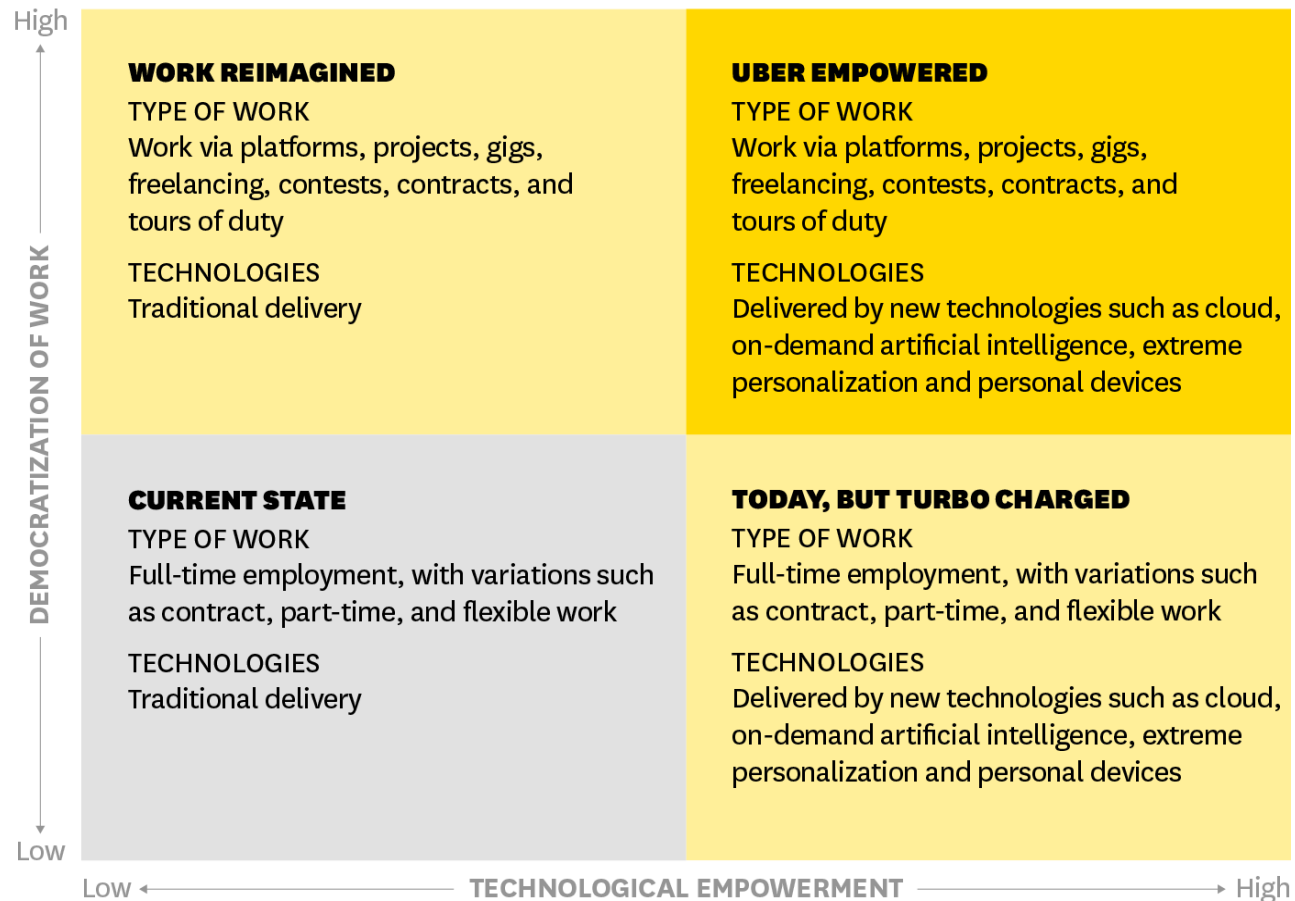 High
WORK REIMAGINED
TYPE OF WORK
Work via platforms, projects, gigs,
freelancing, contests, contracts, and
tours of duty
TECHNOLOGIES
Traditional delivery
UBER EMPOWERED
TYPE OF WORK
Work via platforms, projects, gigs,
freelancing, contests, contracts, and
tours of duty
TECHNOLOGIES
Delivered by new technologies such as cloud,
on-demand artificial intelligence, extreme
personalization and personal devices
DEMOCRATIZATION OF WORK
CURRENT STATE
TYPE OF WORK
Full-time employment, with variations such
as contract, part-time, and flexible work
TECHNOLOGIES
Traditional delivery
TODAY, BUT TURBO CHARGED
TYPE OF WORK
Full-time employment, with variations such
as contract, part-time, and flexible work
TECHNOLOGIES
Delivered by new technologies such as cloud,
on-demand artificial intelligence, extreme
personalization and personal devices
Low
Low
TECHNOLOGICAL EMPOWERMENT
High